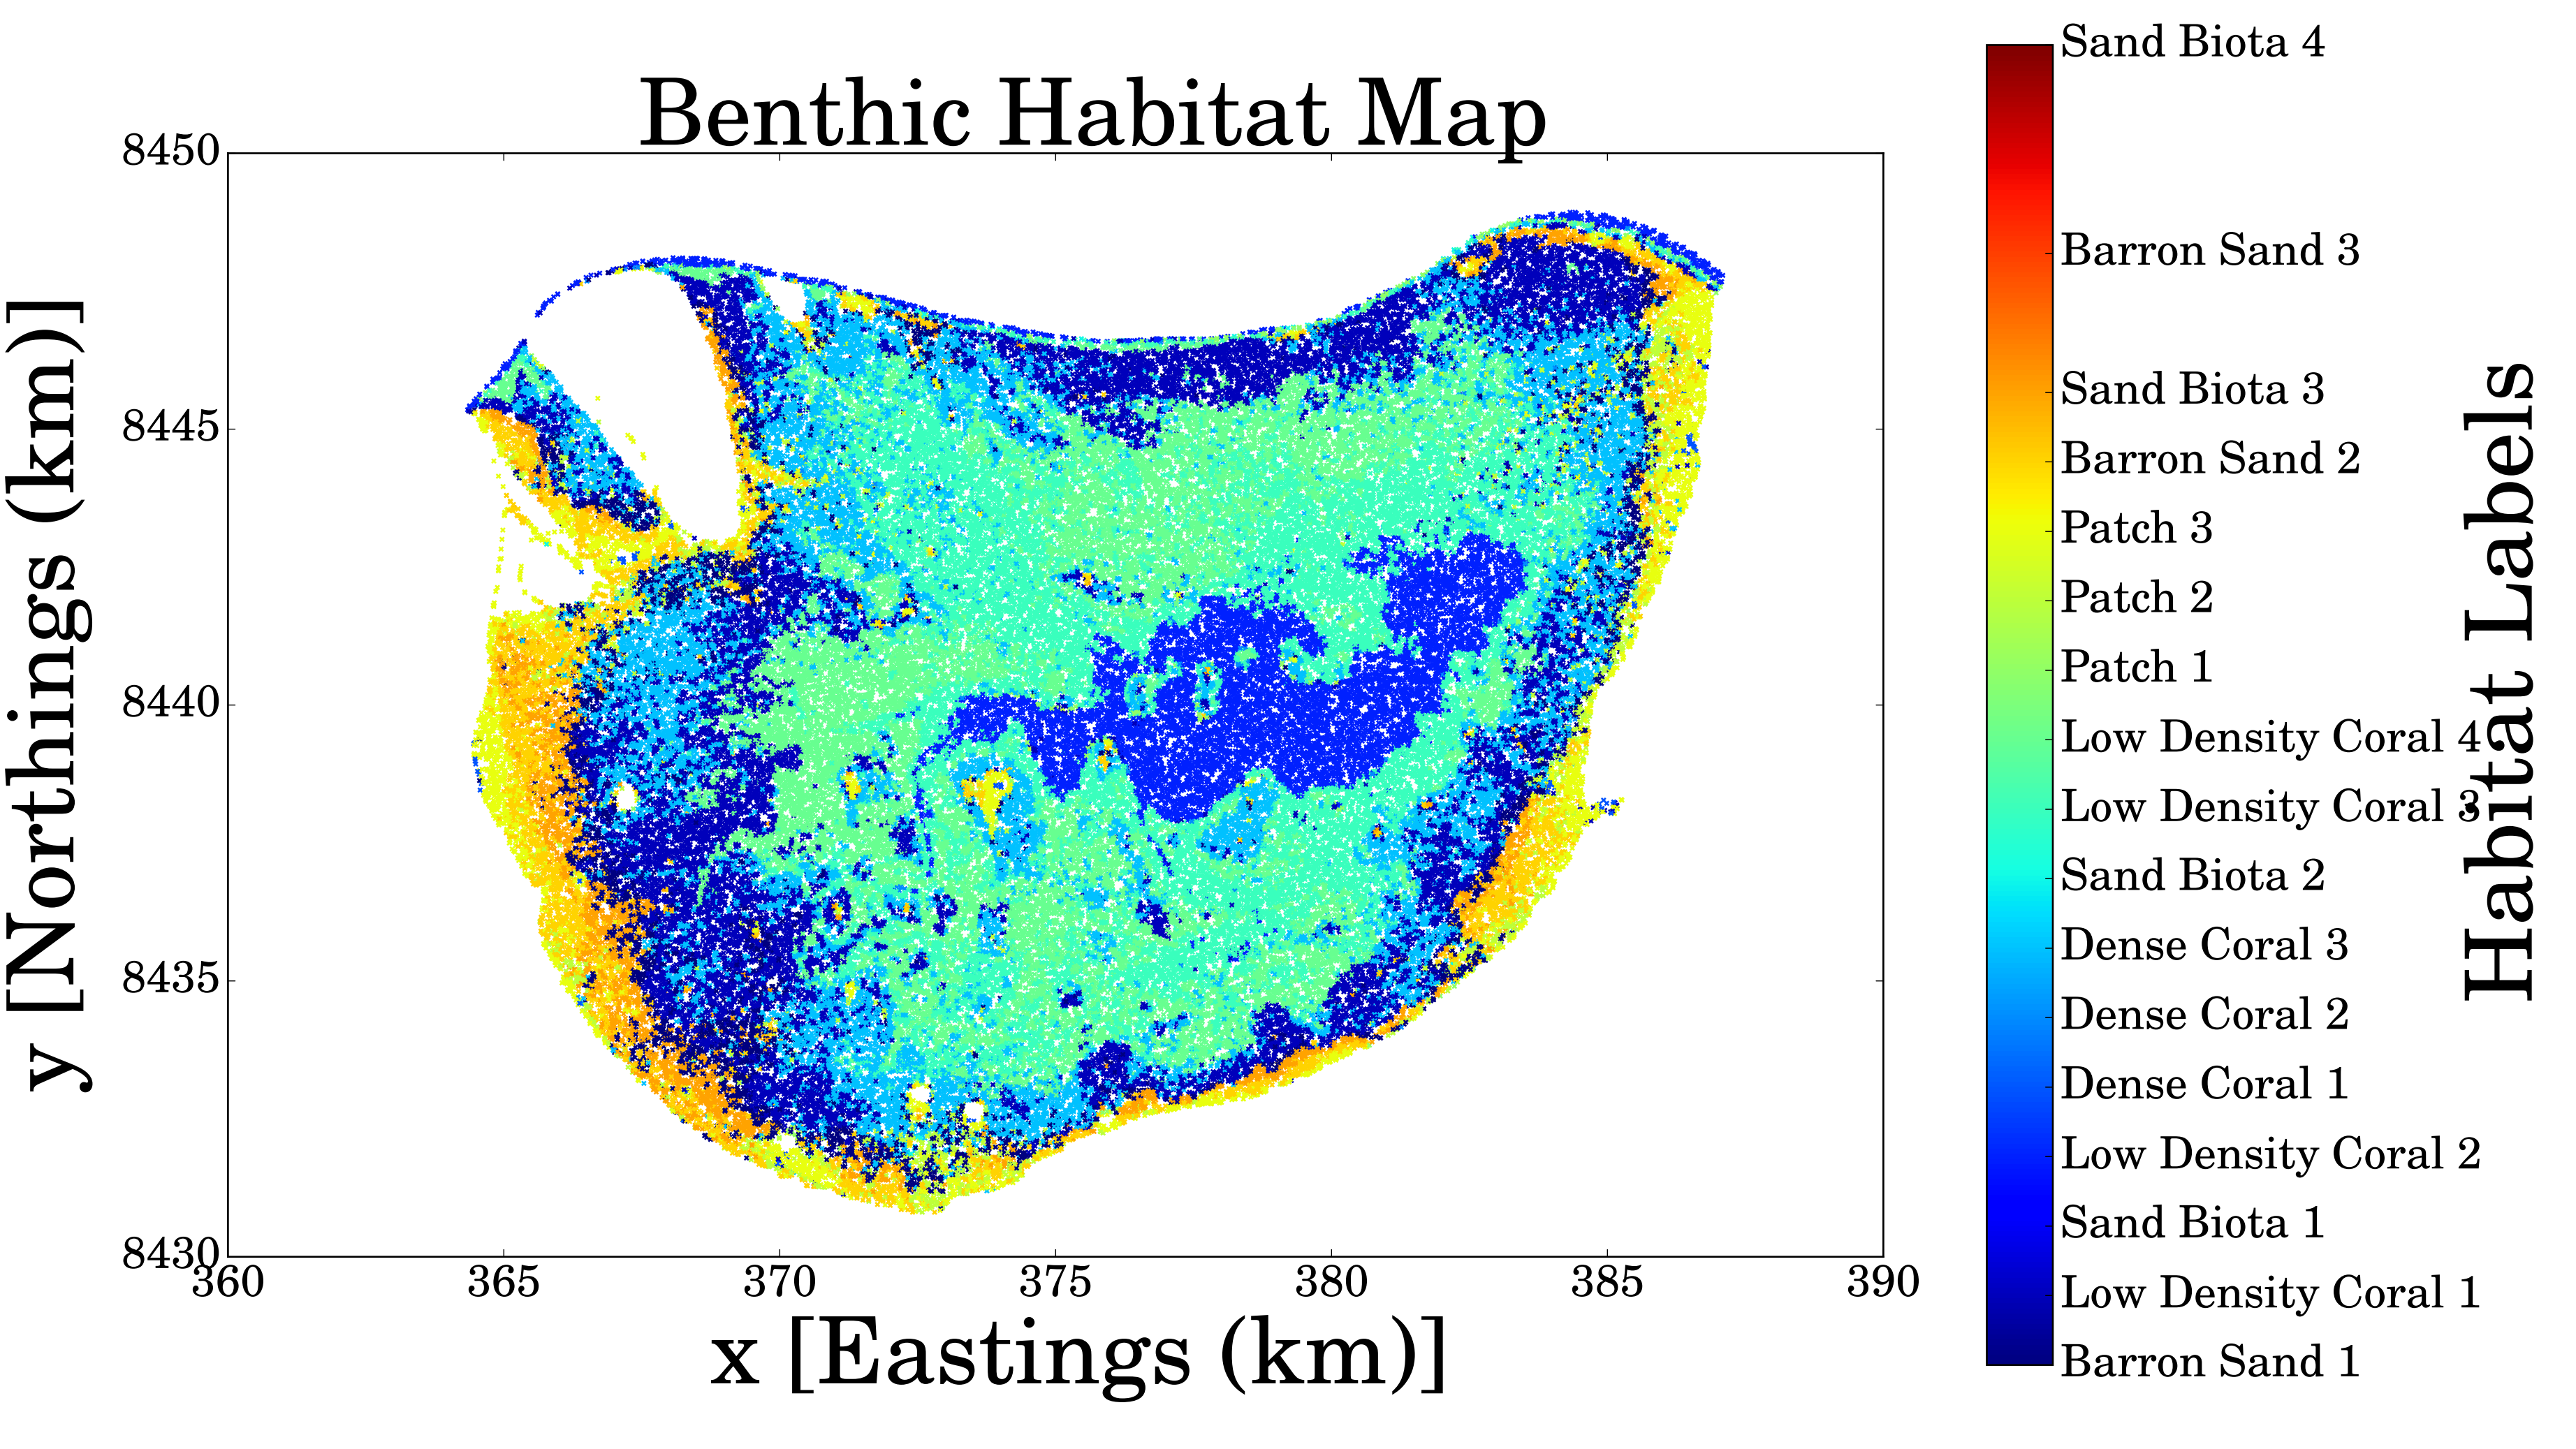 Benthic Habitat Map
y [Northings (km)]
8450
8445
8440
8435
8430
360
365
370
375
380
385
390
x [Eastings (km)]
Sand Biota 4
Barron Sand 3
Sand Biota 3
Barron Sand 2
Patch 3
Patch 2
Patch 1
Low Density Coral 4
Low Density Coral 3
Sand Biota 2
Dense Coral 3
Dense Coral 2
Dense Coral 1
Low Density Coral 2
Sand Biota 1
Low Density Coral 1
Barron Sand 1
Habitat Labels